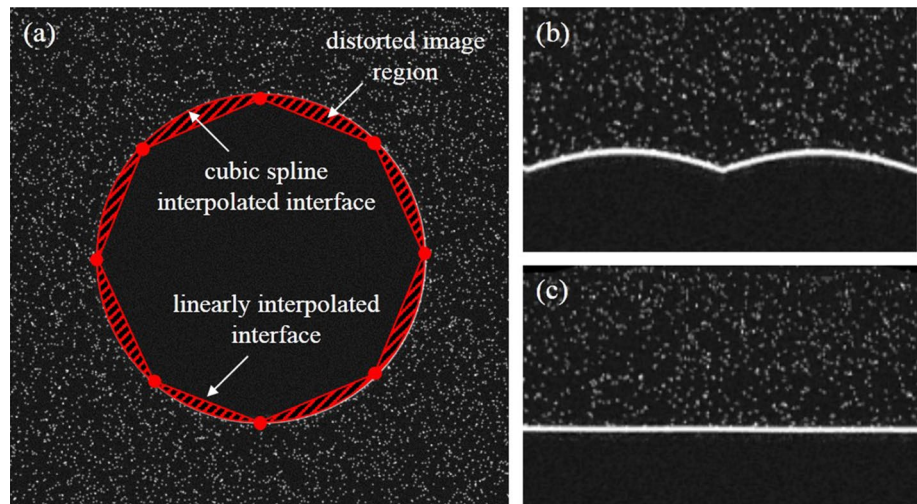 (a)
distorted image
region
cubic spline
interpolated interface
linearly interpolated
interface
(b)
(c)